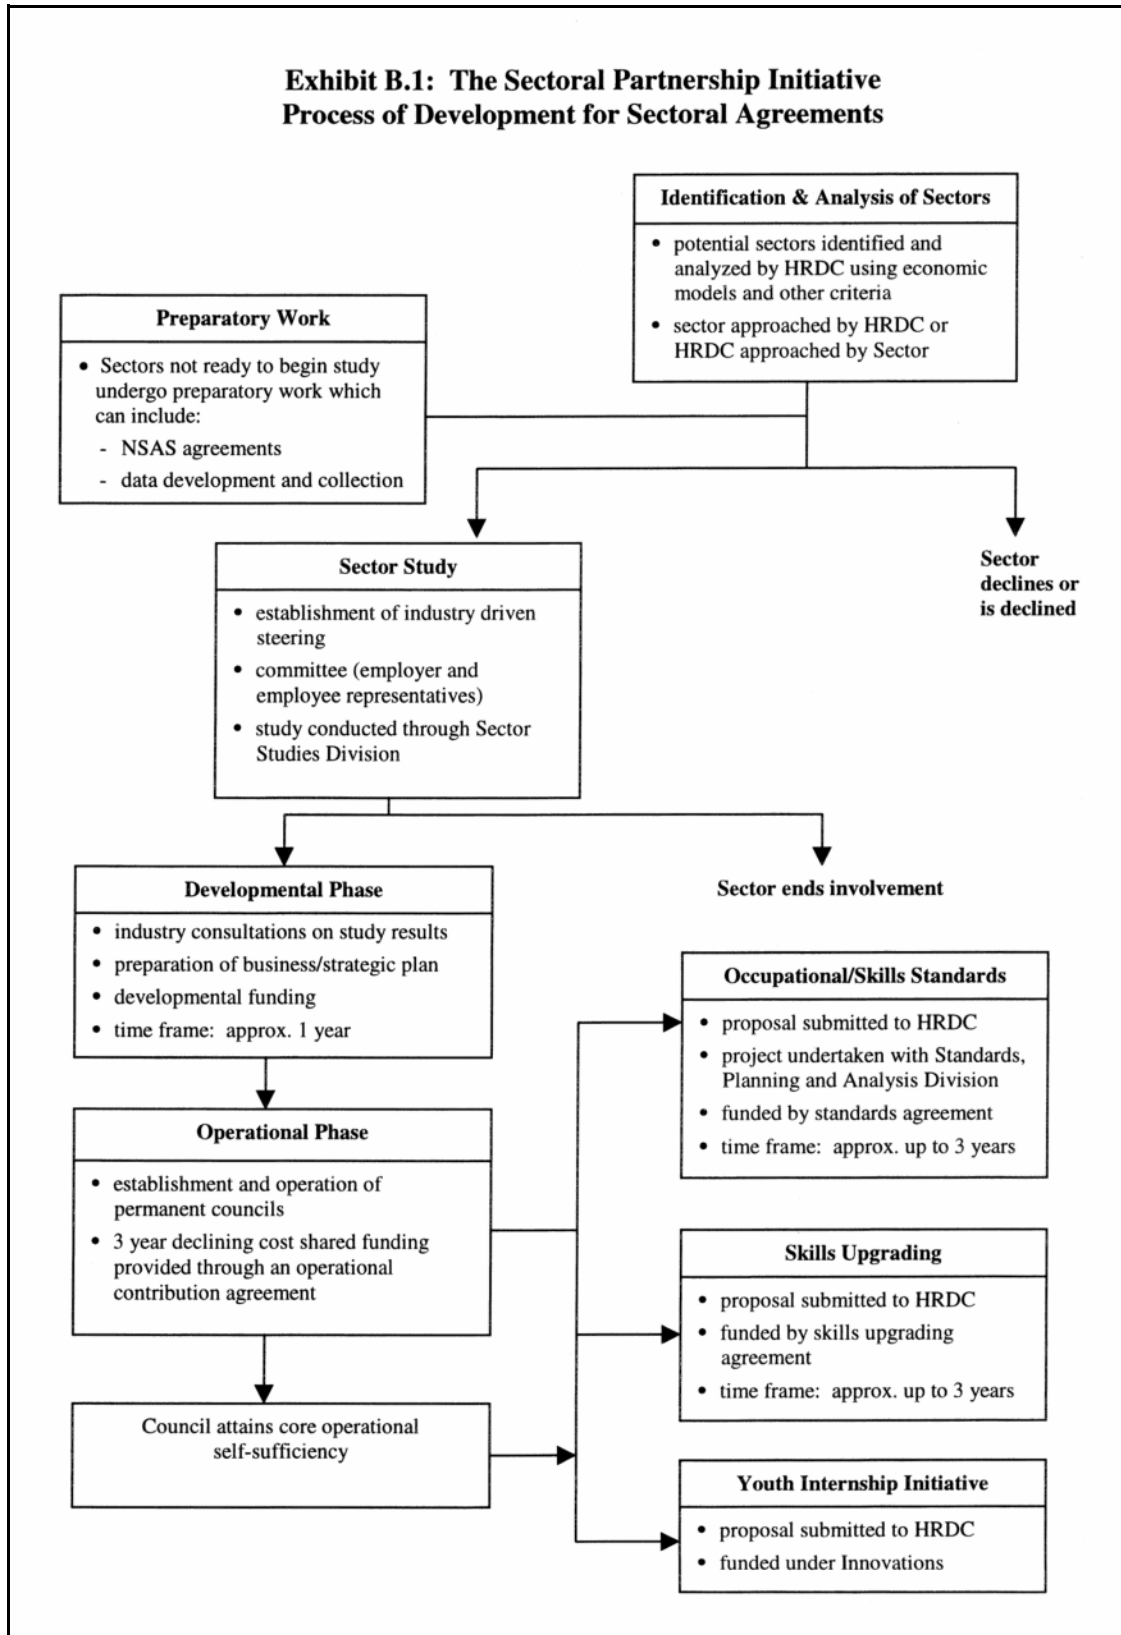 Exhibit B.1: The Sectoral Partnership Initiative
Process of Development for Sectoral Agreements
Identification & Analysis of Sectors
• potential sectors identified and
analyzed by HRDC using economic
models and other criteria
• sector approached by HRDC or
HRDC approached by Sector
Preparatory Work
• Sectors not ready to begin study
undergo preparatory work which
can include:
- NSAS agreements
- data development and collection
Sector Study
• establishment of industry driven
steering
• committee (employer and
employee representatives)
• study conducted through Sector
Studies Division
Sector
declines or
is declined
Developmental Phase
• industry consultations on study results
• preparation of business/strategic plan
• developmental funding
• time frame: approx. 1 year
Sector ends involvement
Operational Phase
• establishment and operation of
permanent councils
• 3 year declining cost shared funding
provided through an operational
contribution agreement
Council attains core operational
self-sufficiency
Occupational/Skills Standards
• proposal submitted to HRDC
• project undertaken with Standards,
Planning and Analysis Division
• funded by standards agreement
• time frame: approx. up to 3 years
Skills Upgrading
• proposal submitted to HRDC
• funded by skills upgrading
agreement
• time frame: approx. up to 3 years
Youth Internship Initiative
• proposal submitted to HRDC
• funded under Innovations